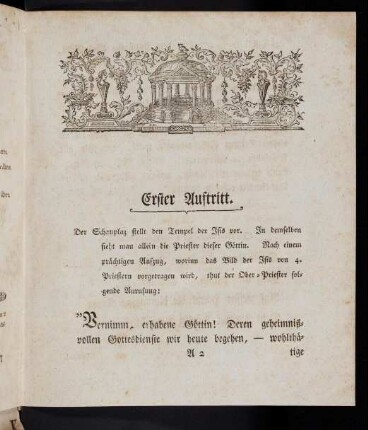 Erster Auftritt.
Der Schauplaz stellt den Tempel der Isis vor. In demselben
sieht man allein die Priester dieser Göttin. Nach einem
prächtigen Aufzug, worinn das Bild der Isis von 4.
Priestern vorgetragen wird, thut der Ober-Priester fol-
gende Anrufung:
"Vernimm, erhabene Göttin! Deren geheimniß-
vollen Gottesdienste wir heute begehen, — wohlthä-
A 2 tige